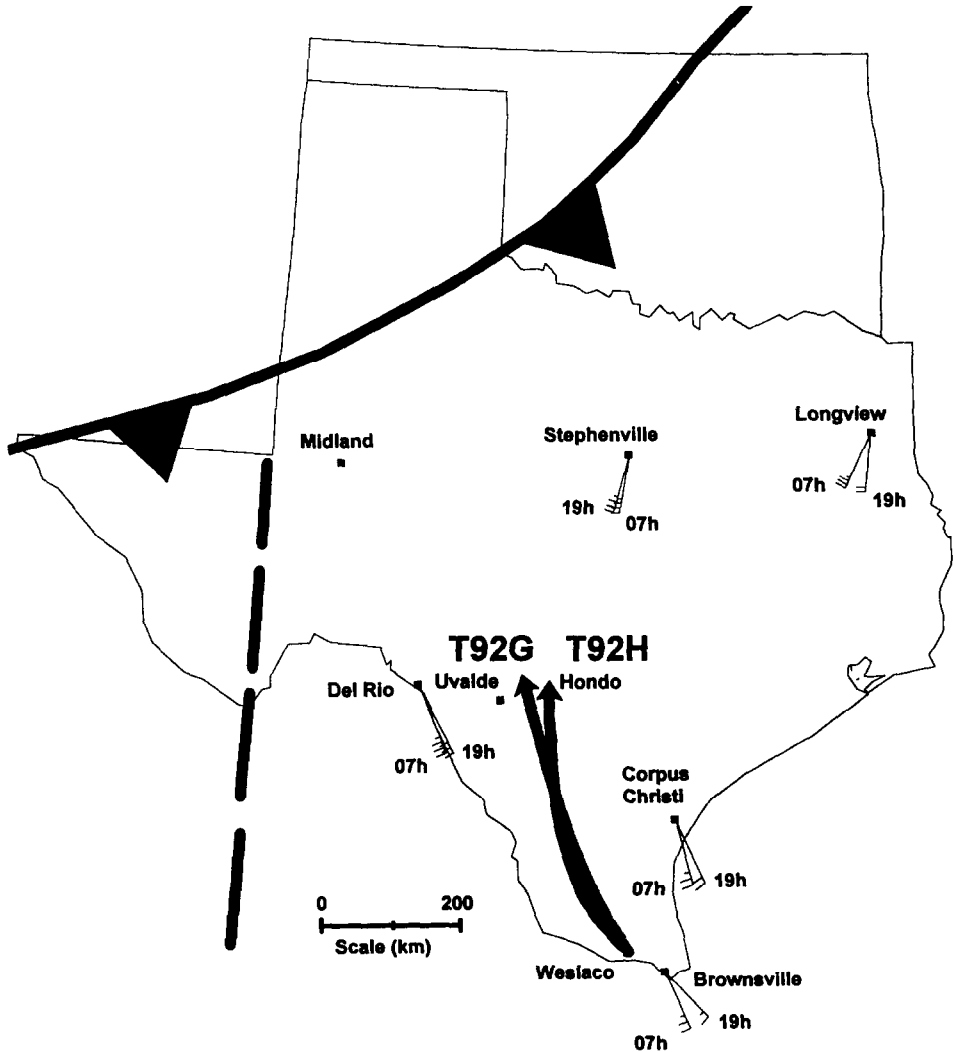 Midland
Stephenville
19h
07h
Longview
07h
19h
T92G
T92H
Del Rio
Uvalde
Hondo
07h
19h
Corpus
Christi
07h
19h
0
200
Scale (km)
Weslaco
Brownsville
07h
19h